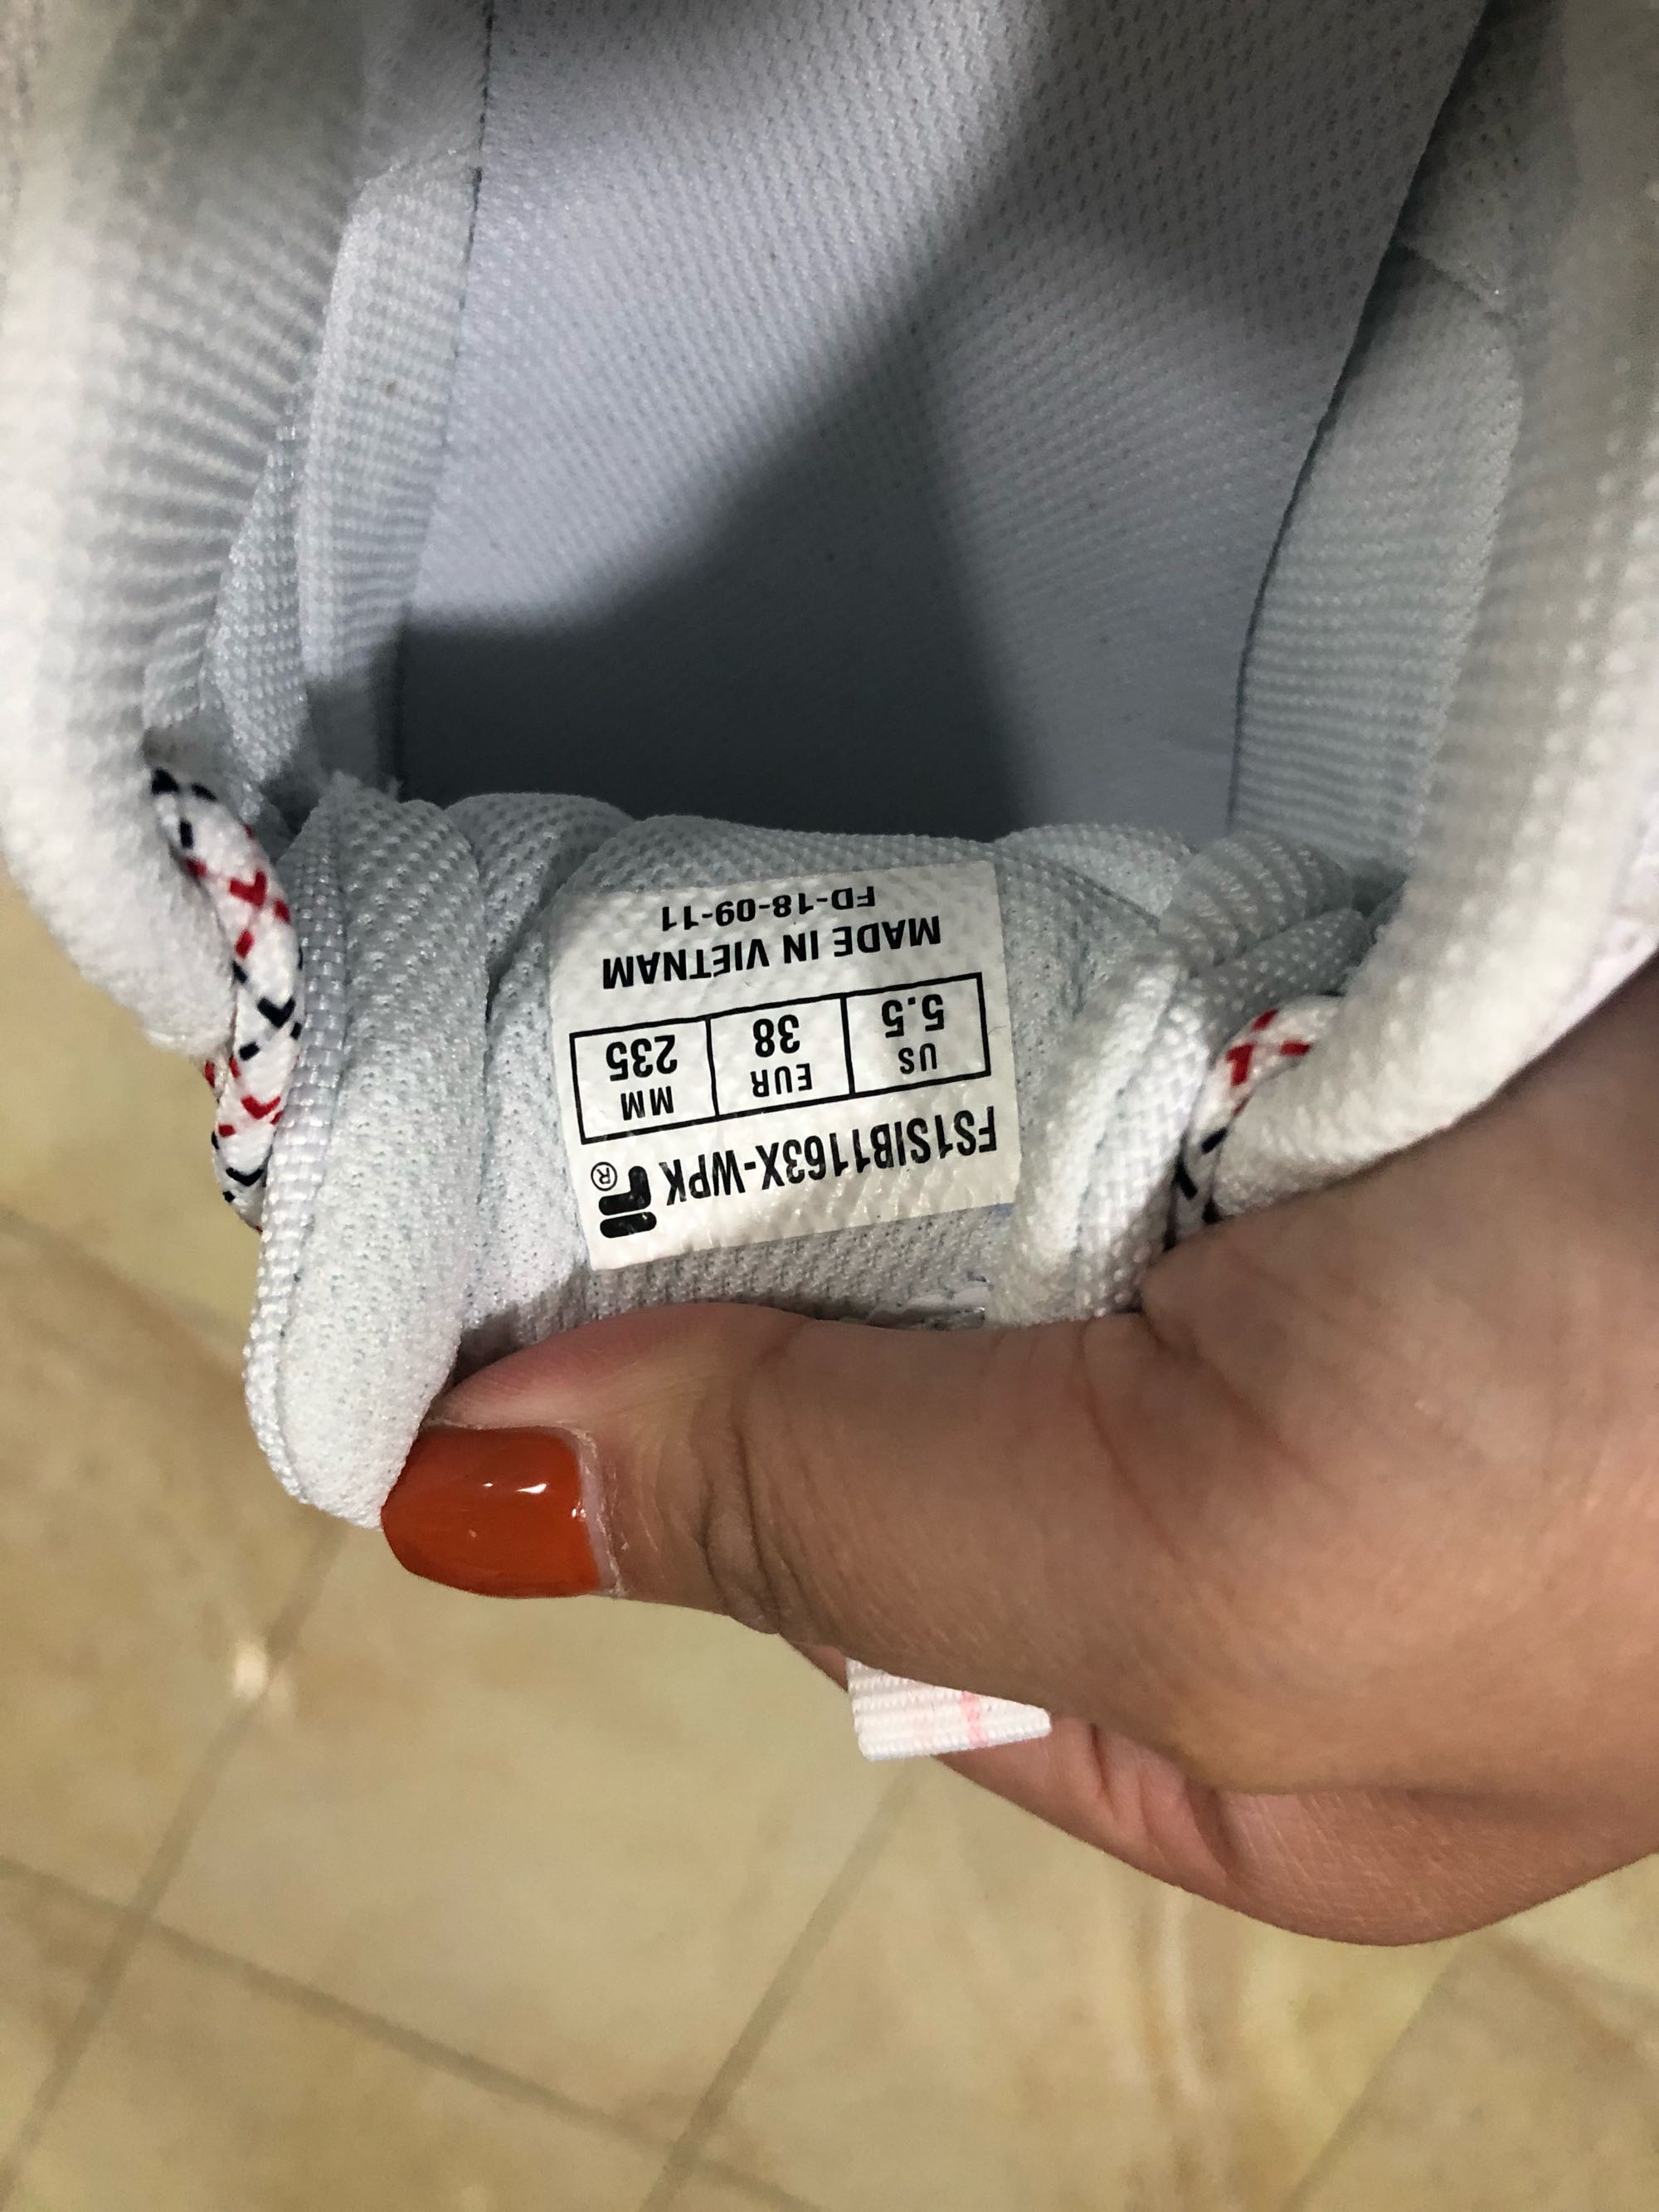 FS1SIB1163X-WPK ®
US EUR MM
5.5 38 235
MADE IN VIETNAM
FD-18-09-11